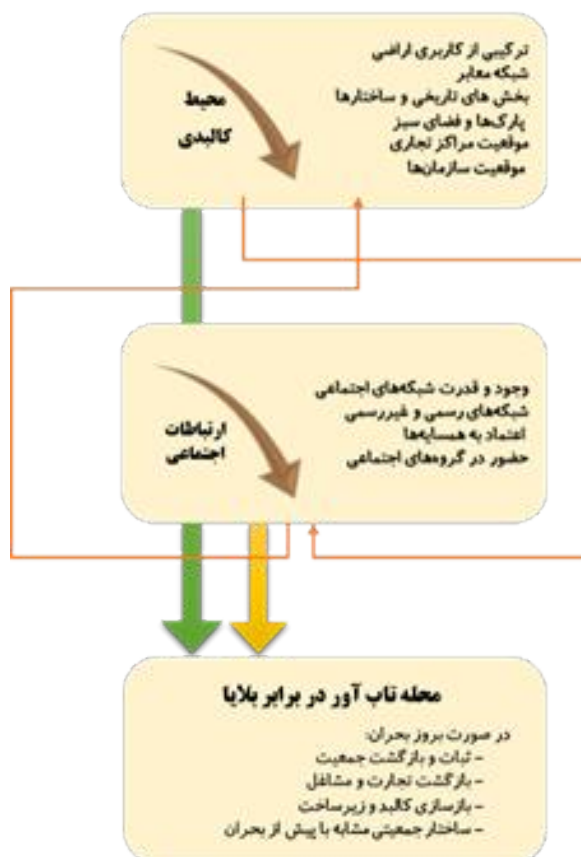 ترکیبی از کاربری اراضی
شبکه معابر
بخش های تاریخی و ساختارها
پارک‌ها و فضای سبز
موقعیت مراکز تجاری
موقعیت سازمان‌ها
محیط
کالبدی
وجود و قدرت شبکه‌های اجتماعی
شبکه‌های رسمی و غیررسمی
اعتماد به همسایه‌ها
حضور در گروه‌های اجتماعی
ارتباطات
اجتماعی
محله تاب آور در برابر بلایا
در صورت بروز بحران:
- ثبات و بازگشت جمعیت
- بازگشت تجارت و مشاغل
- بازسازی کالبد و زیرساخت
- ساختار جمعیتی مشابه با پیش از بحران